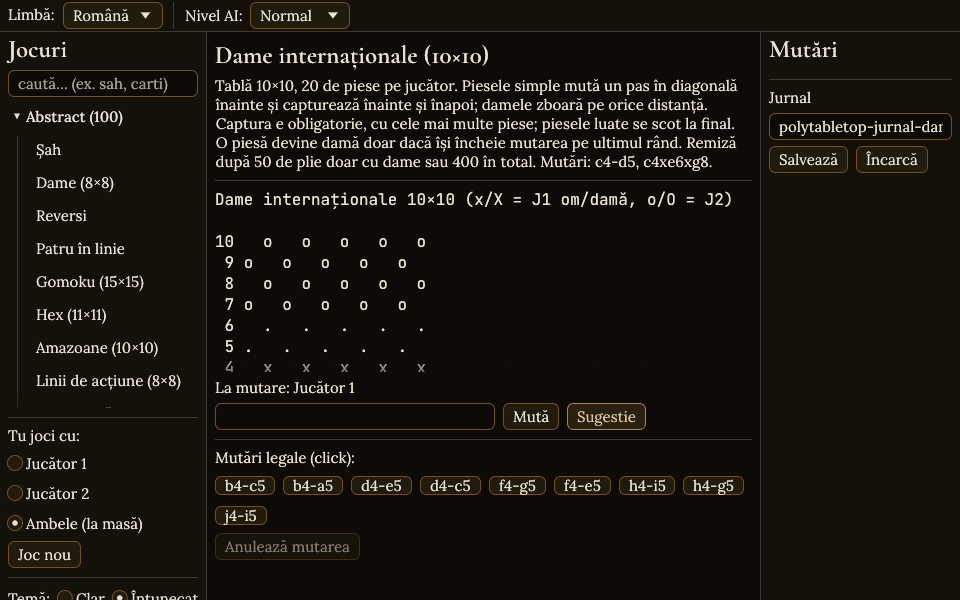 Limbă: Română ▼ Nivel AI: Normal ▼
Jocuri
caută... (ex. sah, carti)
▾ Abstract (100)
Șah
Dame (8×8)
Reversi
Patru în linie
Gomoku (15×15)
Hex (11×11)
Amazoane (10×10)
Linii de acțiune (8×8)
Tu joci cu:
Jucător 1
Jucător 2
Ambele (la masă)
Joc nou
Temă: Clar Întunecat
Dame internaționale (10×10)
Tablă 10×10, 20 de piese pe jucător. Piesele simple mută un pas în diagonală
înainte și capturează înainte și înapoi; damele zboară pe orice distanță.
Captura e obligatorie, cu cele mai multe piese; piesele luate se scot la final.
O piesă devine damă doar dacă își încheie mutarea pe ultimul rând. Remiză
după 50 de plie doar cu dame sau 400 în total. Mutări: c4-d5, c4xe6xg8.
Dame internaționale 10×10 (x/X = J1 om/damă, o/O = J2)
10   o   o   o   o   o
9 o   o   o   o   o
8   o   o   o   o   o
7 o   o   o   o   o
6   .   .   .   .   .
5 .   .   .   .   .
4   x   x   x   x   x
La mutare: Jucător 1
Mută Sugestie
Mutări legale (click):
b4-c5 b4-a5 d4-e5 d4-c5 f4-g5 f4-e5 h4-i5 h4-g5
j4-i5
Anulează mutarea
Mutări
Jurnal
polytabletop-jurnal-dar
Salvează Încarcă